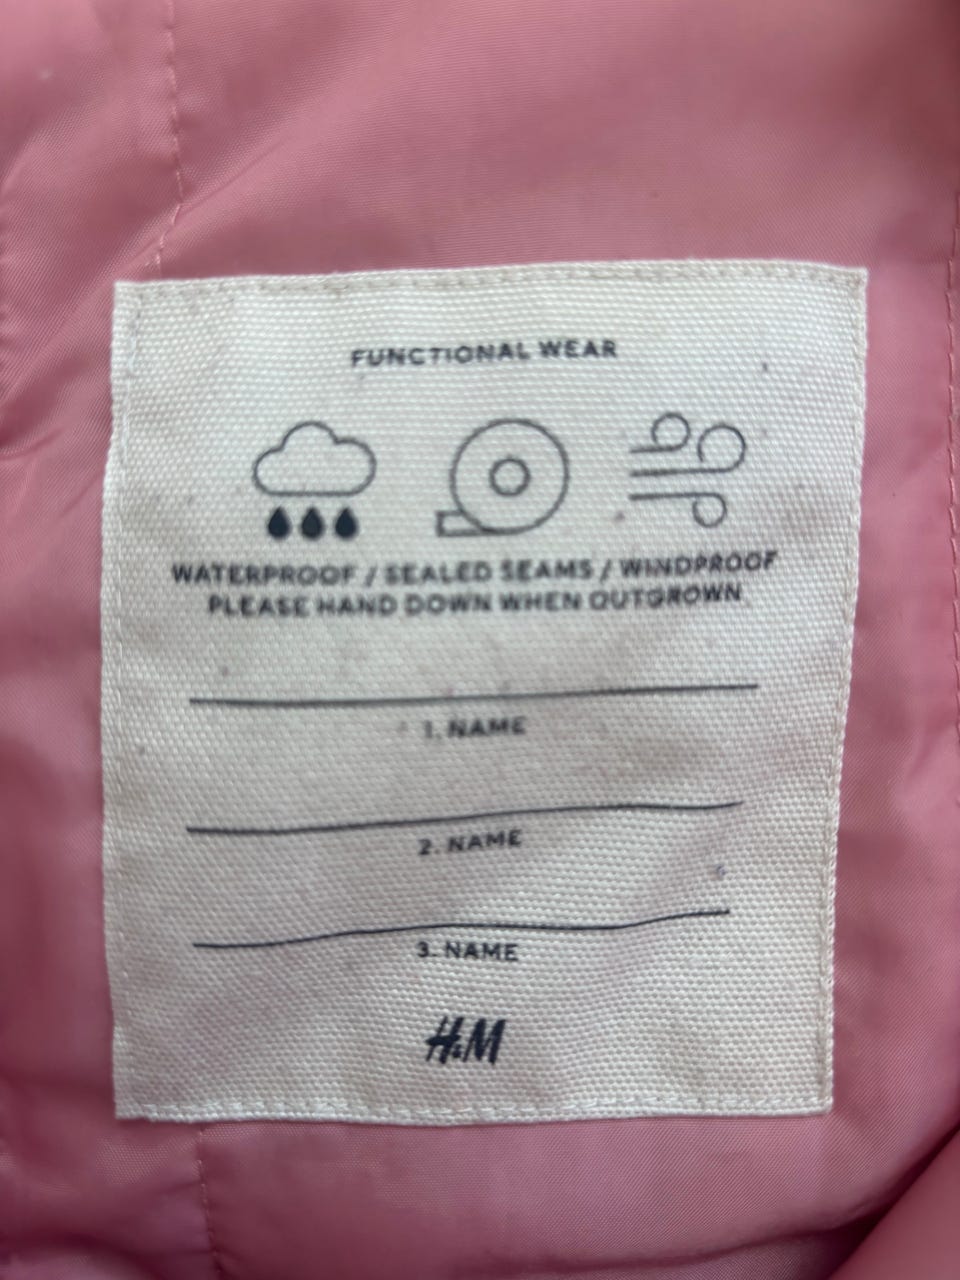 FUNCTIONAL WEAR
WATERPROOF / SEALED SEAMS / WINDPROOF
PLEASE HAND DOWN WHEN OUTGROWN
1. NAME
2. NAME
3. NAME
H&M